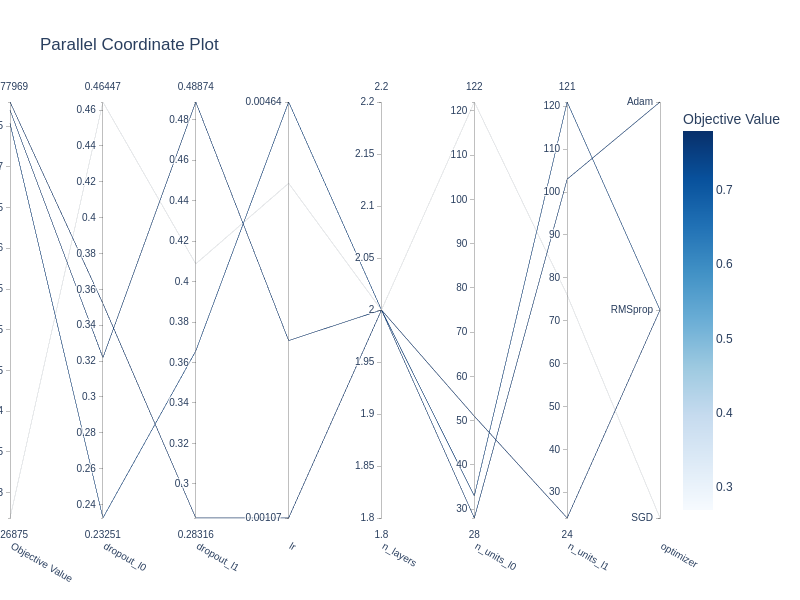 Parallel Coordinate Plot
77969 0.46447 0.48874 2.2 122 121
Objective Value
0.46 0.44 0.42 0.4 0.38 0.36 0.34 0.32 0.3 0.28 0.26 0.24
0.48 0.46 0.44 0.42 0.4 0.38 0.36 0.34 0.32 0.3
0.00464
0.00107
2.2 2.15 2.1 2.05 2 1.95 1.9 1.85 1.8
120 110 100 90 80 70 60 50 40 30
120 110 100 90 80 70 60 50 40 30
Adam
RMSprop
SGD
0.7
0.6
0.5
0.4
0.3
26875 0.23251 0.28316 1.8 28 24
Objective Value dropout_l0 dropout_l1 lr n_layers n_units_l0 n_units_l1 optimizer